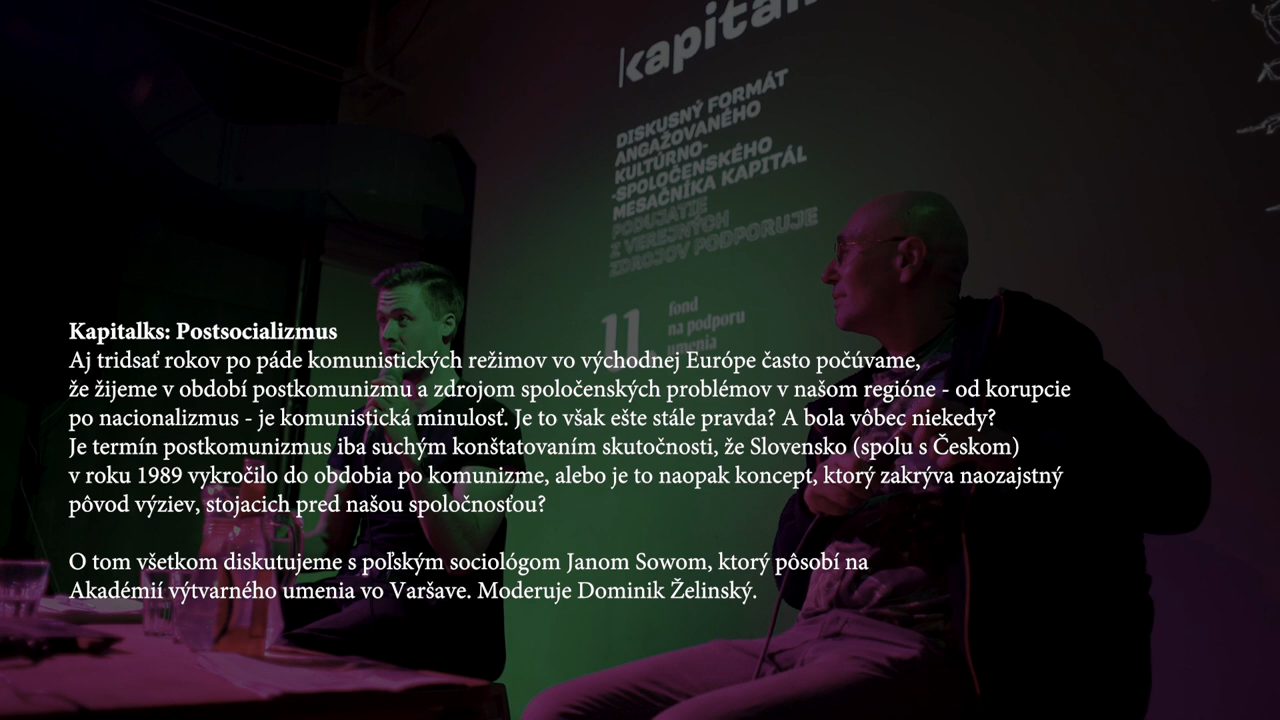 kapital
DISKUSNÝ FORMÁT
ANGAŽOVANÉHO
KULTÚRNO-
-SPOLOČENSKÉHO
MESAČNÍKA KAPITÁL
PODUJATIE
Z VEREJNÝCH
ZDROJOV PODPORUJE
fond
na podporu
umenia
Kapitalks: Postsocializmus
Aj tridsať rokov po páde komunistických režimov vo východnej Európe často počúvame,
že žijeme v období postkomunizmu a zdrojom spoločenských problémov v našom regióne - od korupcie
po nacionalizmus - je komunistická minulosť. Je to však ešte stále pravda? A bola vôbec niekedy?
Je termín postkomunizmus iba suchým konštatovaním skutočnosti, že Slovensko (spolu s Českom)
v roku 1989 vykročilo do obdobia po komunizme, alebo je to naopak koncept, ktorý zakrýva naozajstný
pôvod výziev, stojacich pred našou spoločnosťou?
O tom všetkom diskutujeme s poľským sociológom Janom Sowom, ktorý pôsobí na
Akadémií výtvarného umenia vo Varšave. Moderuje Dominik Želinský.